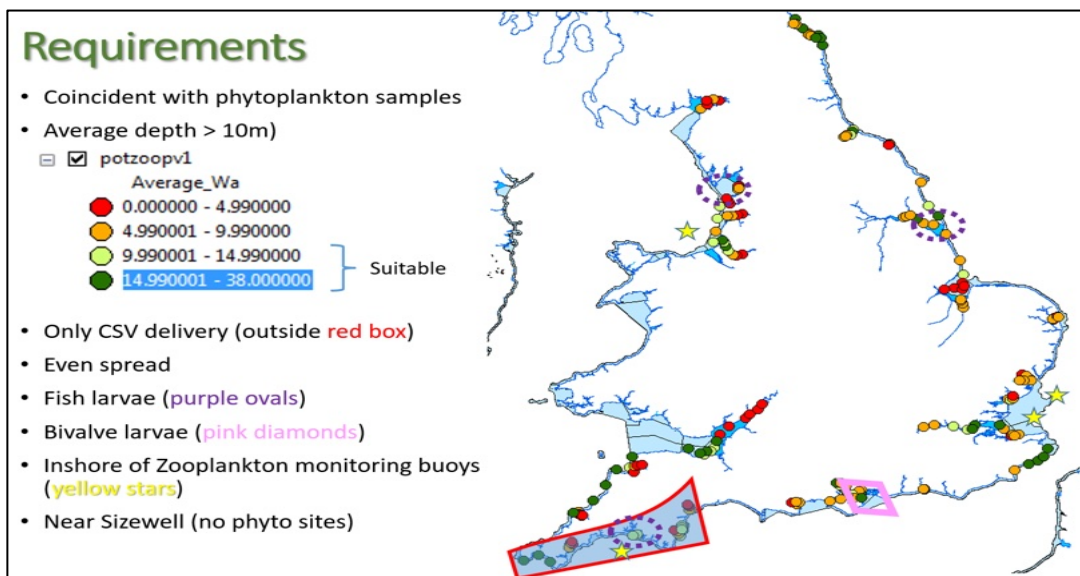 Requirements
• Coincident with phytoplankton samples
• Average depth > 10m)
potzoopv1
Average_Wa
0.000000 - 4.990000
4.990001 - 9.990000
9.990001 - 14.990000
14.990001 - 38.000000
Suitable
• Only CSV delivery (outside red box)
• Even spread
• Fish larvae (purple ovals)
• Bivalve larvae (pink diamonds)
• Inshore of Zooplankton monitoring buoys
(yellow stars)
• Near Sizewell (no phyto sites)